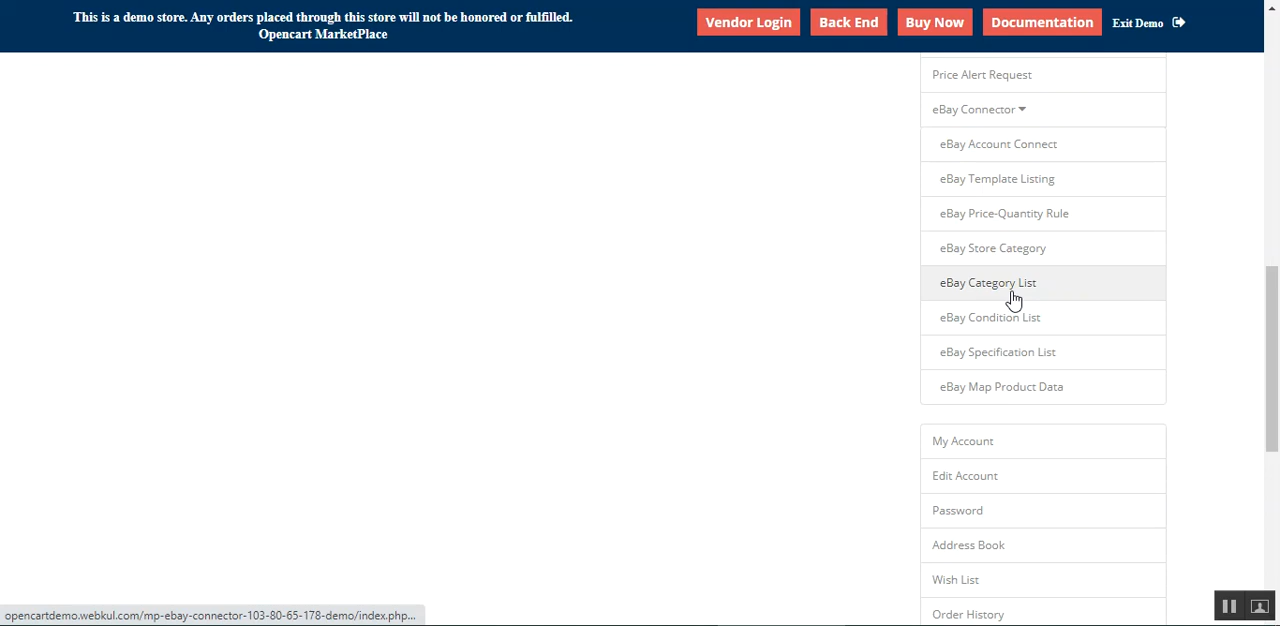 This is a demo store. Any orders placed through this store will not be honored or fulfilled.
Opencart MarketPlace
Vendor Login
Back End
Buy Now
Documentation
Exit Demo
Price Alert Request
eBay Connector
eBay Account Connect
eBay Template Listing
eBay Price-Quantity Rule
eBay Store Category
eBay Category List
eBay Condition List
eBay Specification List
eBay Map Product Data
My Account
Edit Account
Password
Address Book
Wish List
Order History
opencartdemo.webkul.com/mp-ebay-connector-103-80-65-178-demo/index.php...